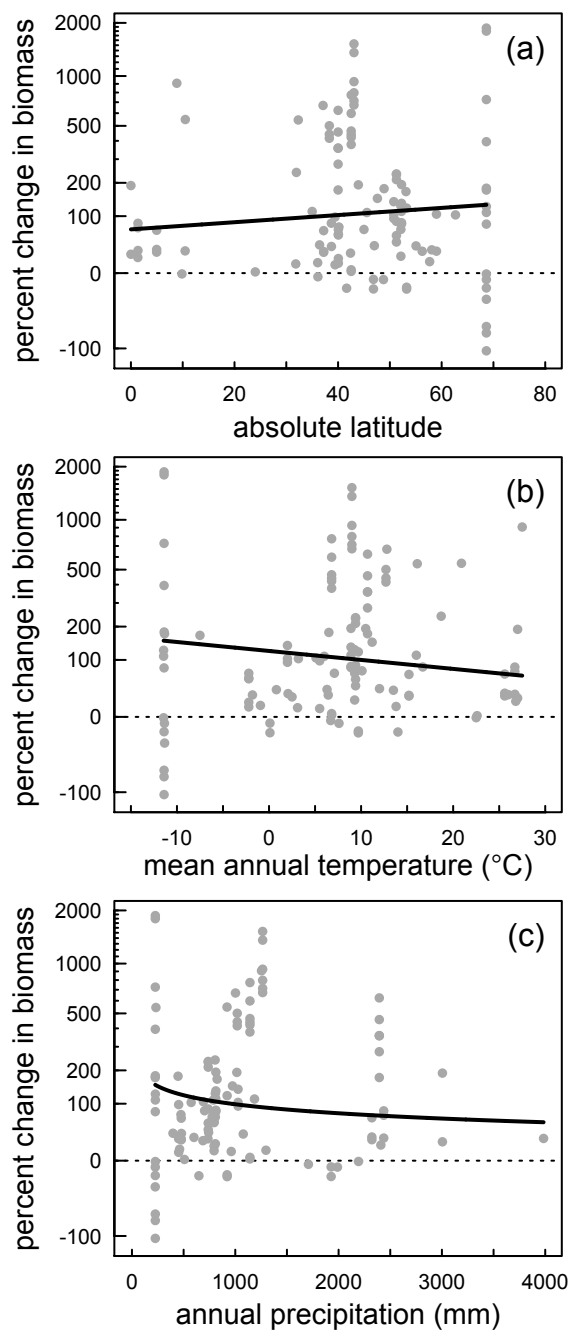 (a)
percent change in biomass
2000
1000
500
200
100
0
-100
0 20 40 60 80
absolute latitude
(b)
percent change in biomass
2000
1000
500
200
100
0
-100
-10 0 10 20 30
mean annual temperature (°C)
(c)
percent change in biomass
2000
1000
500
200
100
0
-100
0 1000 2000 3000 4000
annual precipitation (mm)